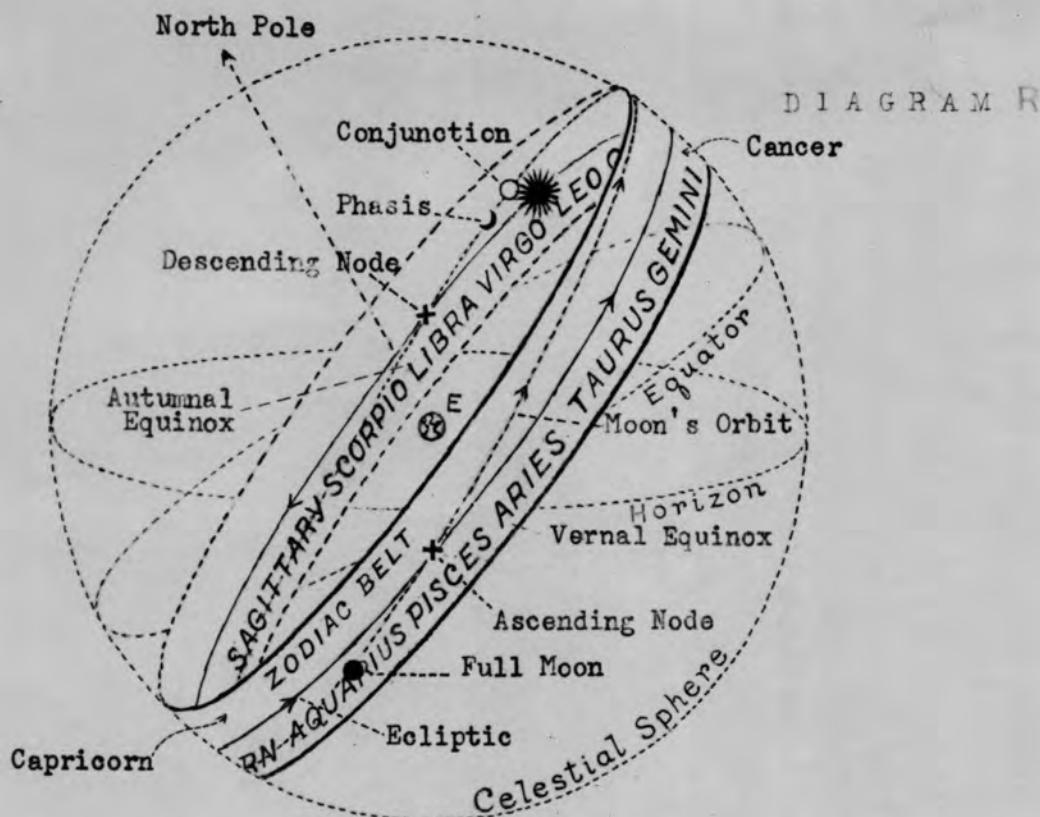 North Pole
DIAGRAM R
Conjunction
Cancer
Phasis
Descending Node
SAGITTARY SCORPIO LIBRA VIRGO LEO C
RN AQUARIUS PISCES ARIES TAURUS GEMINI
Equator
Autumnal
Equinox
E
Moon's Orbit
Horizon
Vernal Equinox
ZODIAC BELT
Ascending Node
Full Moon
Ecliptic
Capricorn
Celestial Sphere